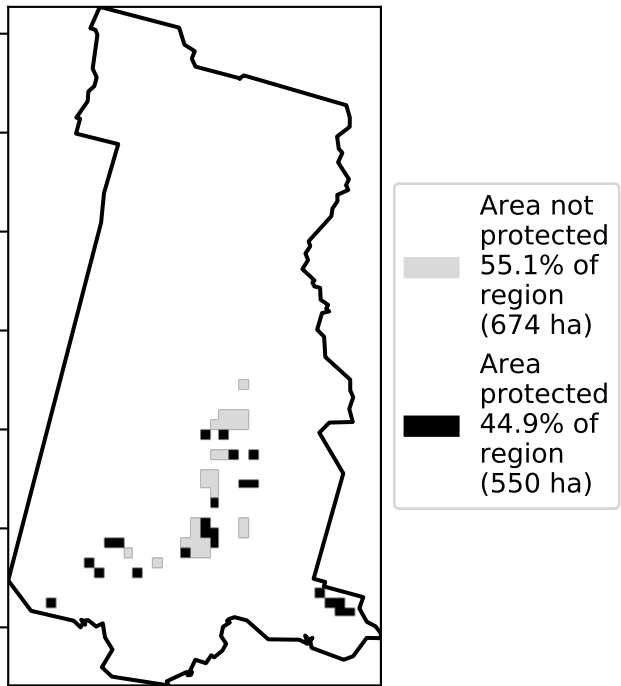 Area not
protected
55.1% of
region
(674 ha)
Area
protected
44.9% of
region
(550 ha)